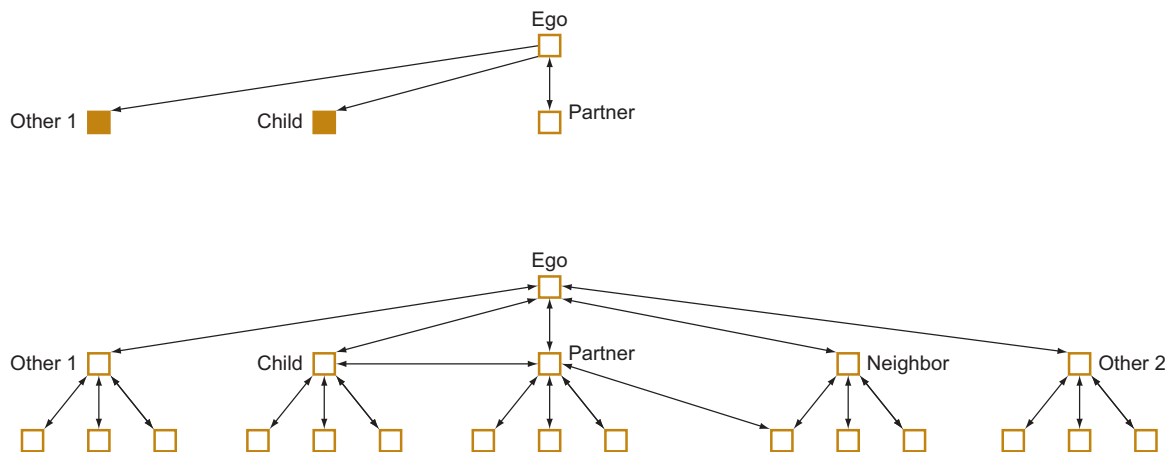 Ego
Other 1
Child
Partner
Ego
Other 1
Child
Partner
Neighbor
Other 2